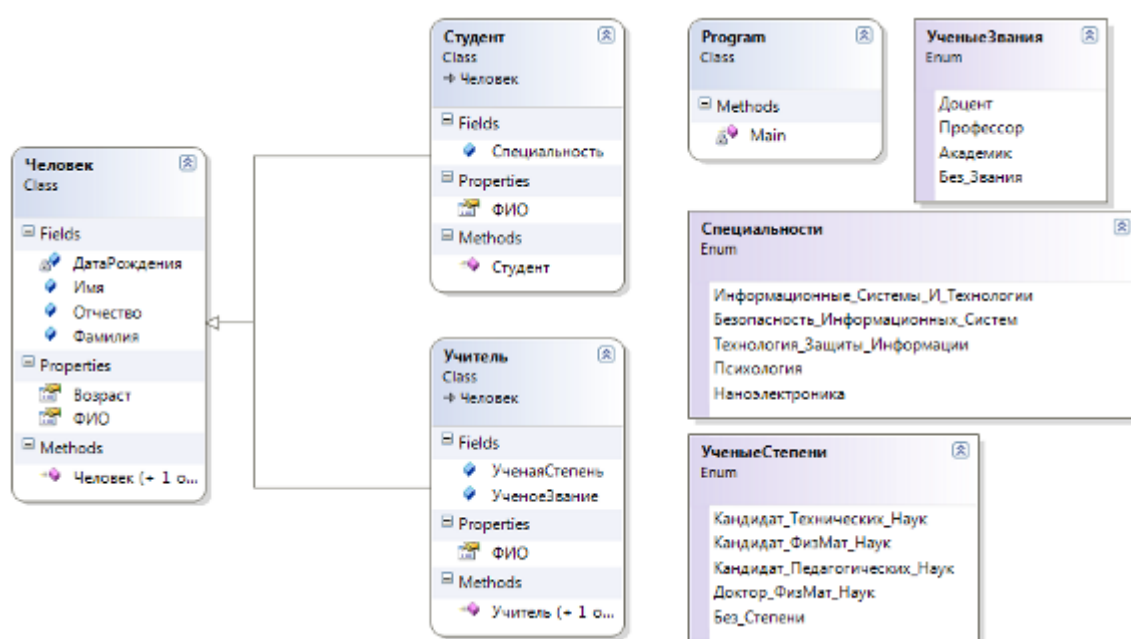 Человек
Class
Fields
ДатаРождения
Имя
Отчество
Фамилия
Properties
Возраст
ФИО
Methods
Человек (+ 1 о...
Студент
Class
Человек
Fields
Специальность
Properties
ФИО
Methods
Студент
Учитель
Class
Человек
Fields
УченаяСтепень
УченоеЗвание
Properties
ФИО
Methods
Учитель (+ 1 о...
Program
Class
Methods
Main
УченыеЗвания
Enum
Доцент
Профессор
Академик
Без_Звания
Специальности
Enum
Информационные_Системы_И_Технологии
Безопасность_Информационных_Систем
Технология_Защиты_Информации
Психология
Наноэлектроника
УченыеСтепени
Enum
Кандидат_Технических_Наук
Кандидат_ФизМат_Наук
Кандидат_Педагогических_Наук
Доктор_ФизМат_Наук
Без_Степени